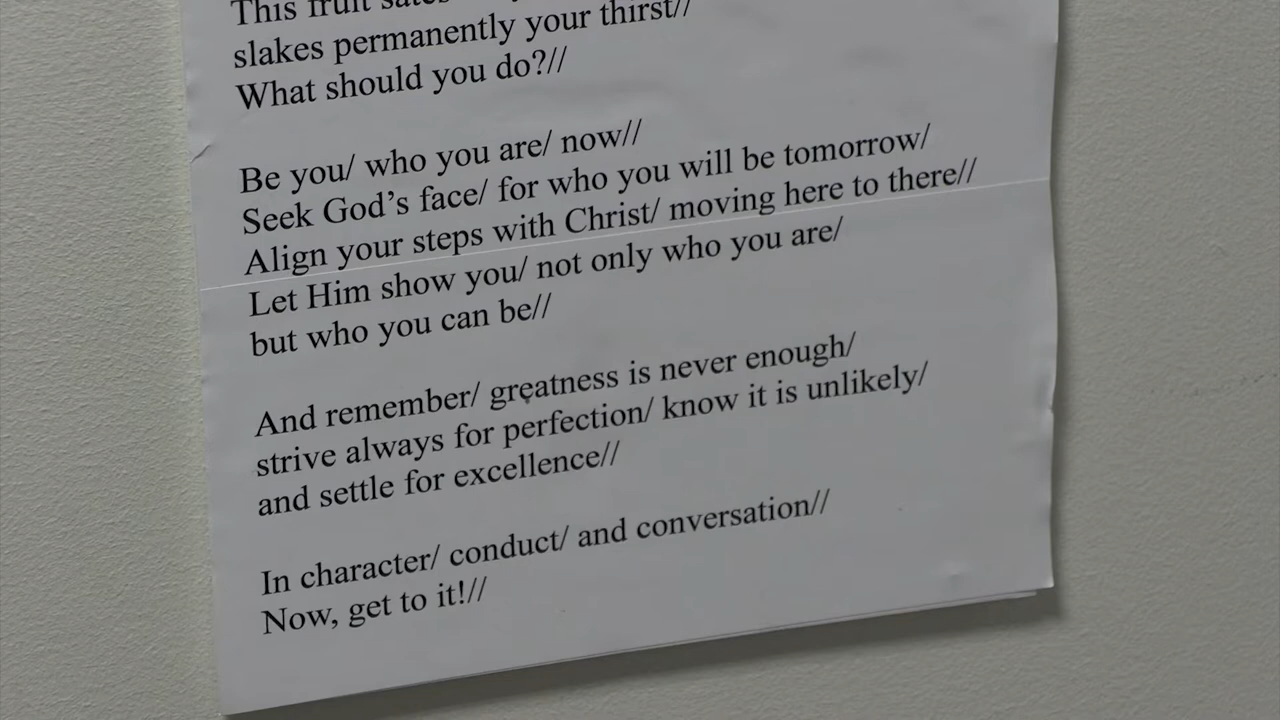 This fruit
slakes permanently your thirst//
What should you do?//
Be you/ who you are/ now//
Seek God's face/ for who you will be tomorrow/
Align your steps with Christ/ moving here to there//
Let Him show you/ not only who you are/
but who you can be//
And remember/ greatness is never enough/
strive always for perfection/ know it is unlikely/
and settle for excellence//
In character/ conduct/ and conversation//
Now, get to it!//